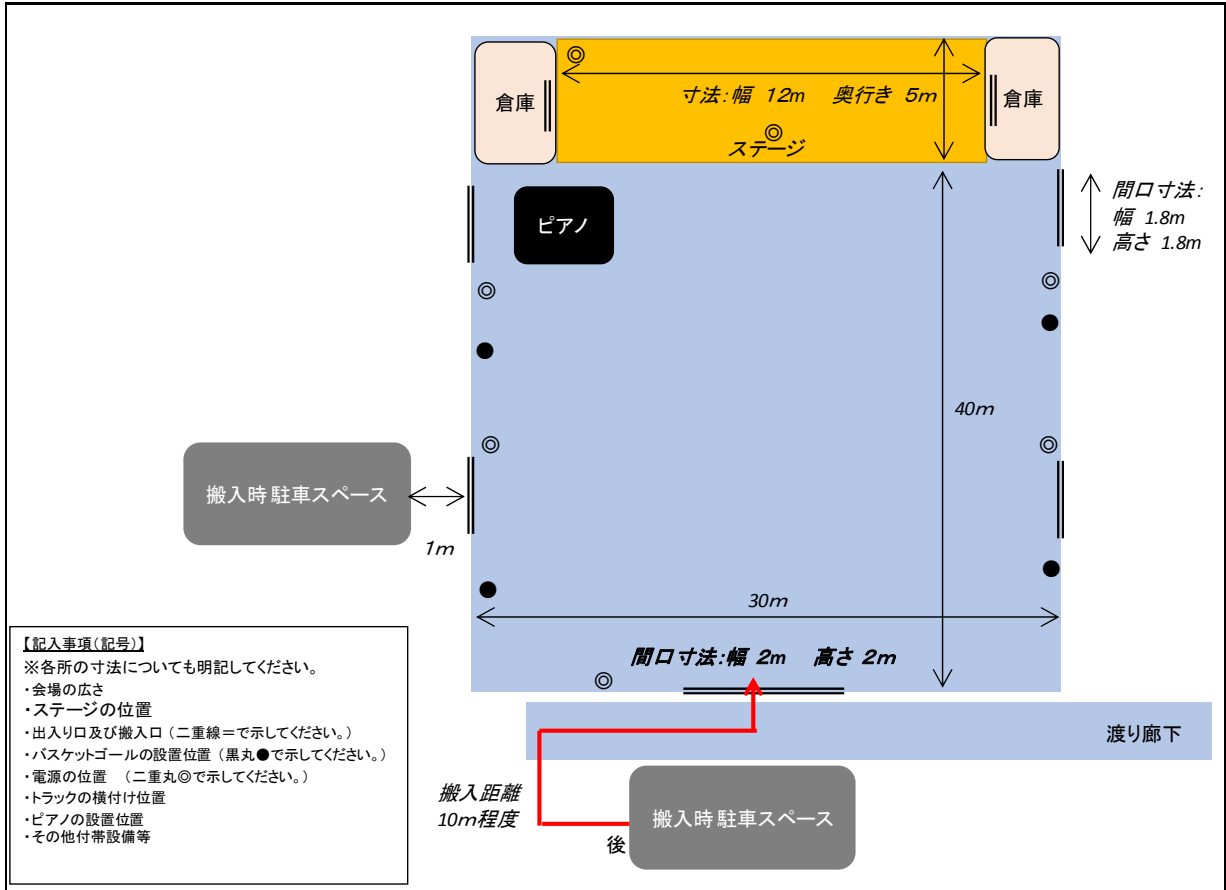 倉庫
寸法：幅 12m　奥行き 5m
◎
ステージ
◎
倉庫
ピアノ
間口寸法：
幅 1.8m
高さ 1.8m
◎
◎
●
●
40m
◎
◎
搬入時駐車スペース
1m
●
●
30m
間口寸法：幅 2m　高さ 2m
◎
渡り廊下
搬入距離
10m程度
搬入時駐車スペース
後
【記入事項（記号）】
※各所の寸法についても明記してください。
・会場の広さ
・ステージの位置
・出入り口及び搬入口（二重線＝で示してください。）
・バスケットゴールの設置位置（黒丸●で示してください。）
・電源の位置　（二重丸◎で示してください。）
・トラックの横付け位置
・ピアノの設置位置
・その他付帯設備等